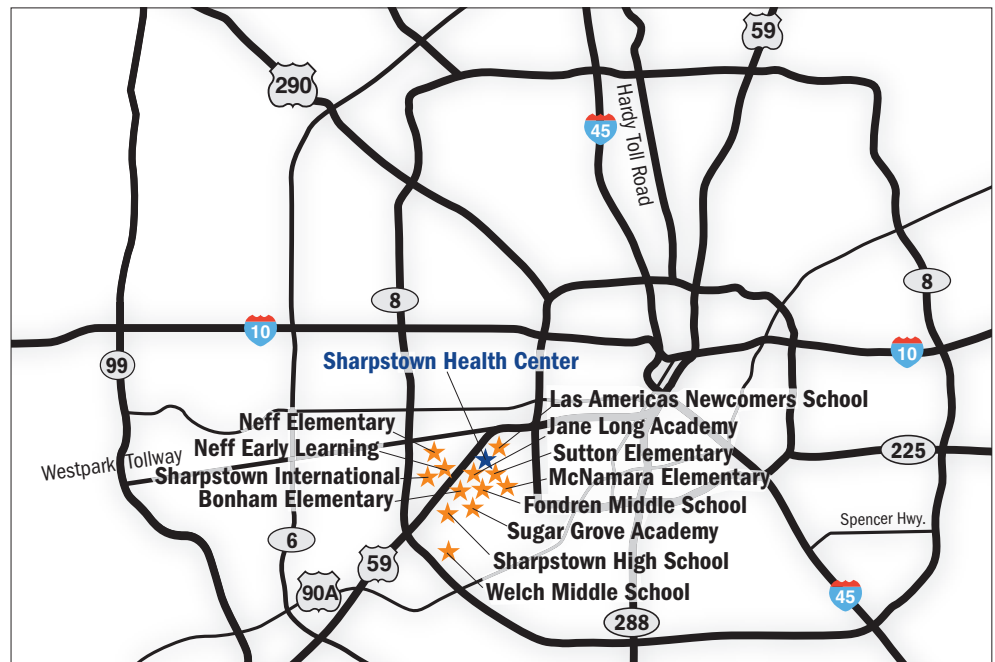 59
290
45
Hardy Toll Road
8
8
10
10
99
Sharpstown Health Center
Las Americas Newcomers School
Neff Elementary
Jane Long Academy
Neff Early Learning
Sutton Elementary
225
Westpark Tollway
Sharpstown International
McNamara Elementary
Bonham Elementary
Fondren Middle School
Spencer Hwy.
Sugar Grove Academy
6
Sharpstown High School
59
90A
Welch Middle School
45
288